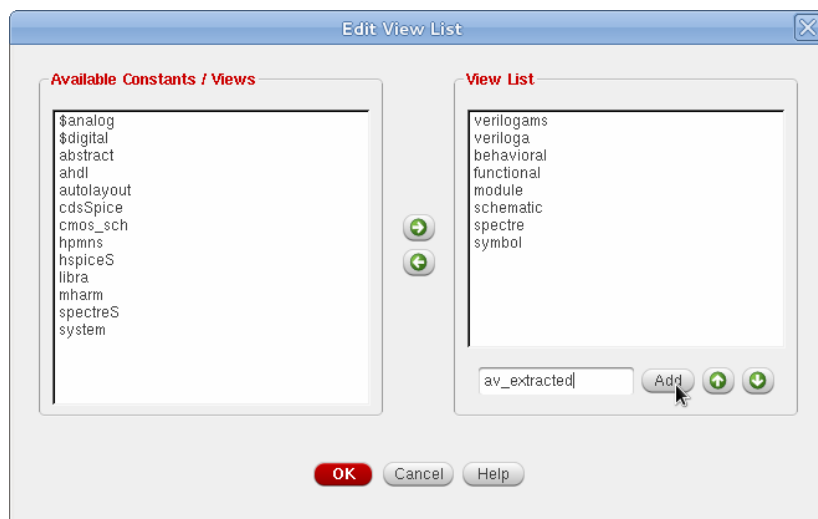 Edit View List
Available Constants / Views
$analog
$digital
abstract
ahdl
autolayout
cdsSpice
cmos_sch
hpmns
hspiceS
libra
mharm
spectreS
system
View List
verilogams
veriloga
behavioral
functional
module
schematic
spectre
symbol
av_extracted
Add
OK
Cancel
Help